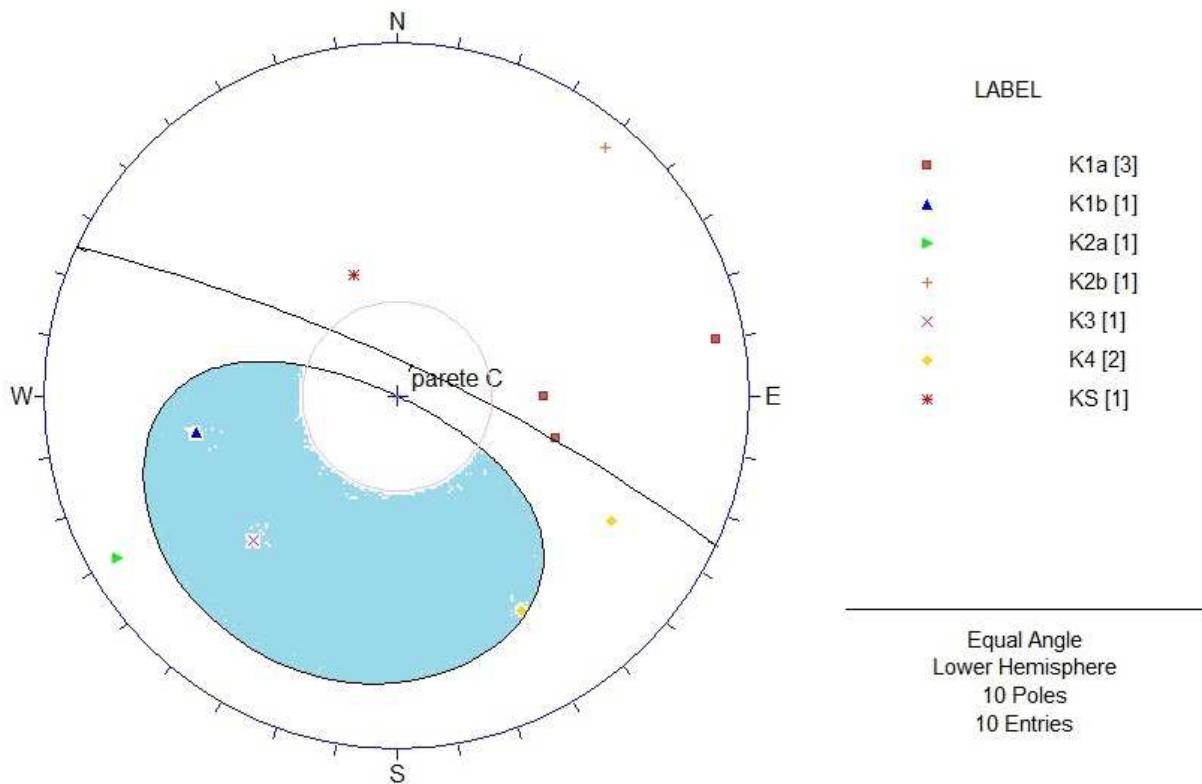 N
LABEL
K1a [3]
K1b [1]
K2a [1]
K2b [1]
K3 [1]
K4 [2]
KS [1]
parete C
W
E
S
Equal Angle
Lower Hemisphere
10 Poles
10 Entries